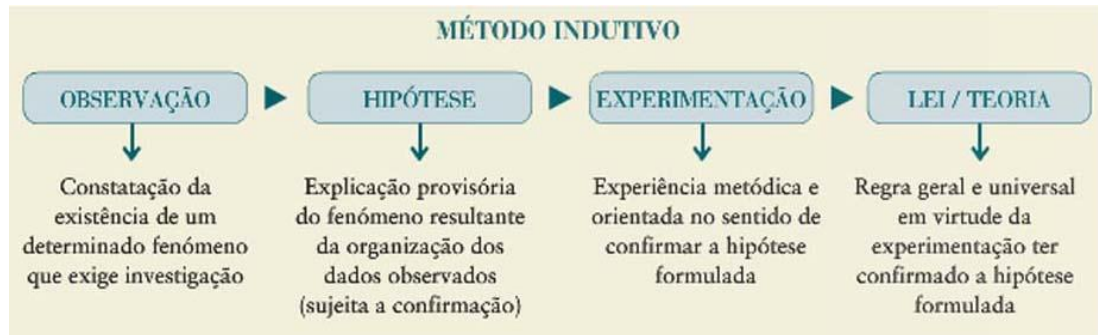 MÉTODO INDUTIVO
OBSERVAÇÃO
HIPÓTESE
EXPERIMENTAÇÃO
LEI / TEORIA
Constatação da
existência de um
determinado fenómeno
que exige investigação
Explicação provisória
do fenómeno resultante
da organização dos
dados observados
(sujeita a confirmação)
Experiência metódica e
orientada no sentido de
confirmar a hipótese
formulada
Regra geral e universal
em virtude da
experimentação ter
confirmado a hipótese
formulada